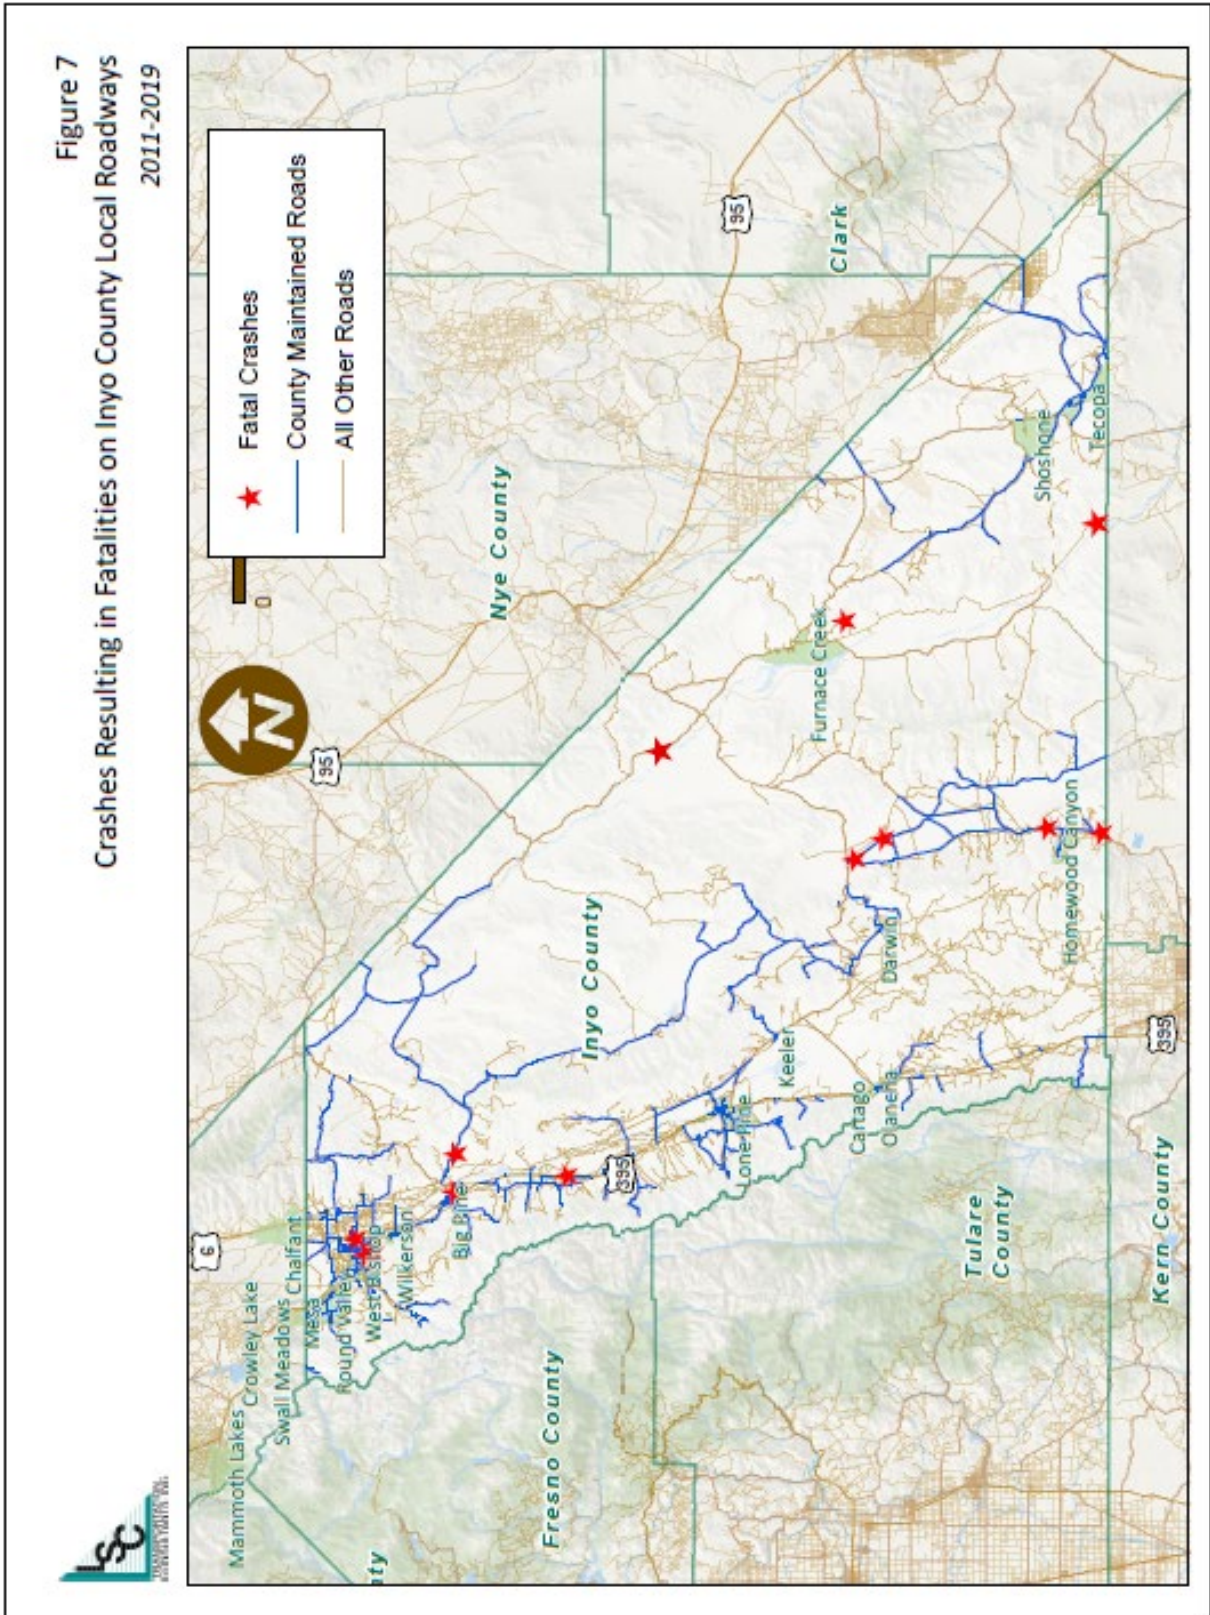 Figure 7
Crashes Resulting in Fatalities on Inyo County Local Roadways
2011-2019
LSC
Fatal Crashes
County Maintained Roads
All Other Roads
0
N
Mammoth Lakes
Crowley Lake
Swall Meadows
Chalfant
Mesa
Round Valley
West Bishop
Wilkerson
Big Pine
6
95
95
395
395
Nye County
Clark
Inyo County
Fresno County
Tulare
County
Kern County
Lone Pine
Keeler
Cartago
Olancha
Darwin
Homewood Canyon
Furnace Creek
Shoshone
Tecopa
ity